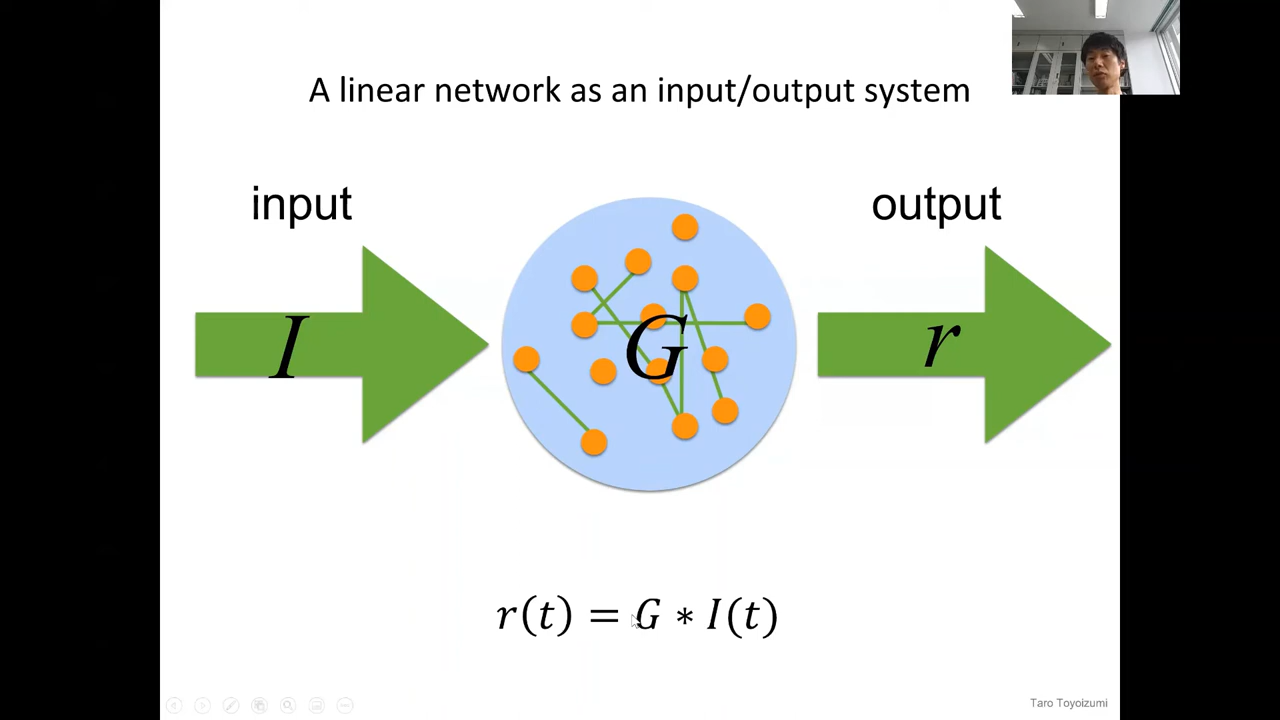 A linear network as an input/output system
input
output
I
G
r
r(t) = G ∗ I(t)
Taro Toyoizumi